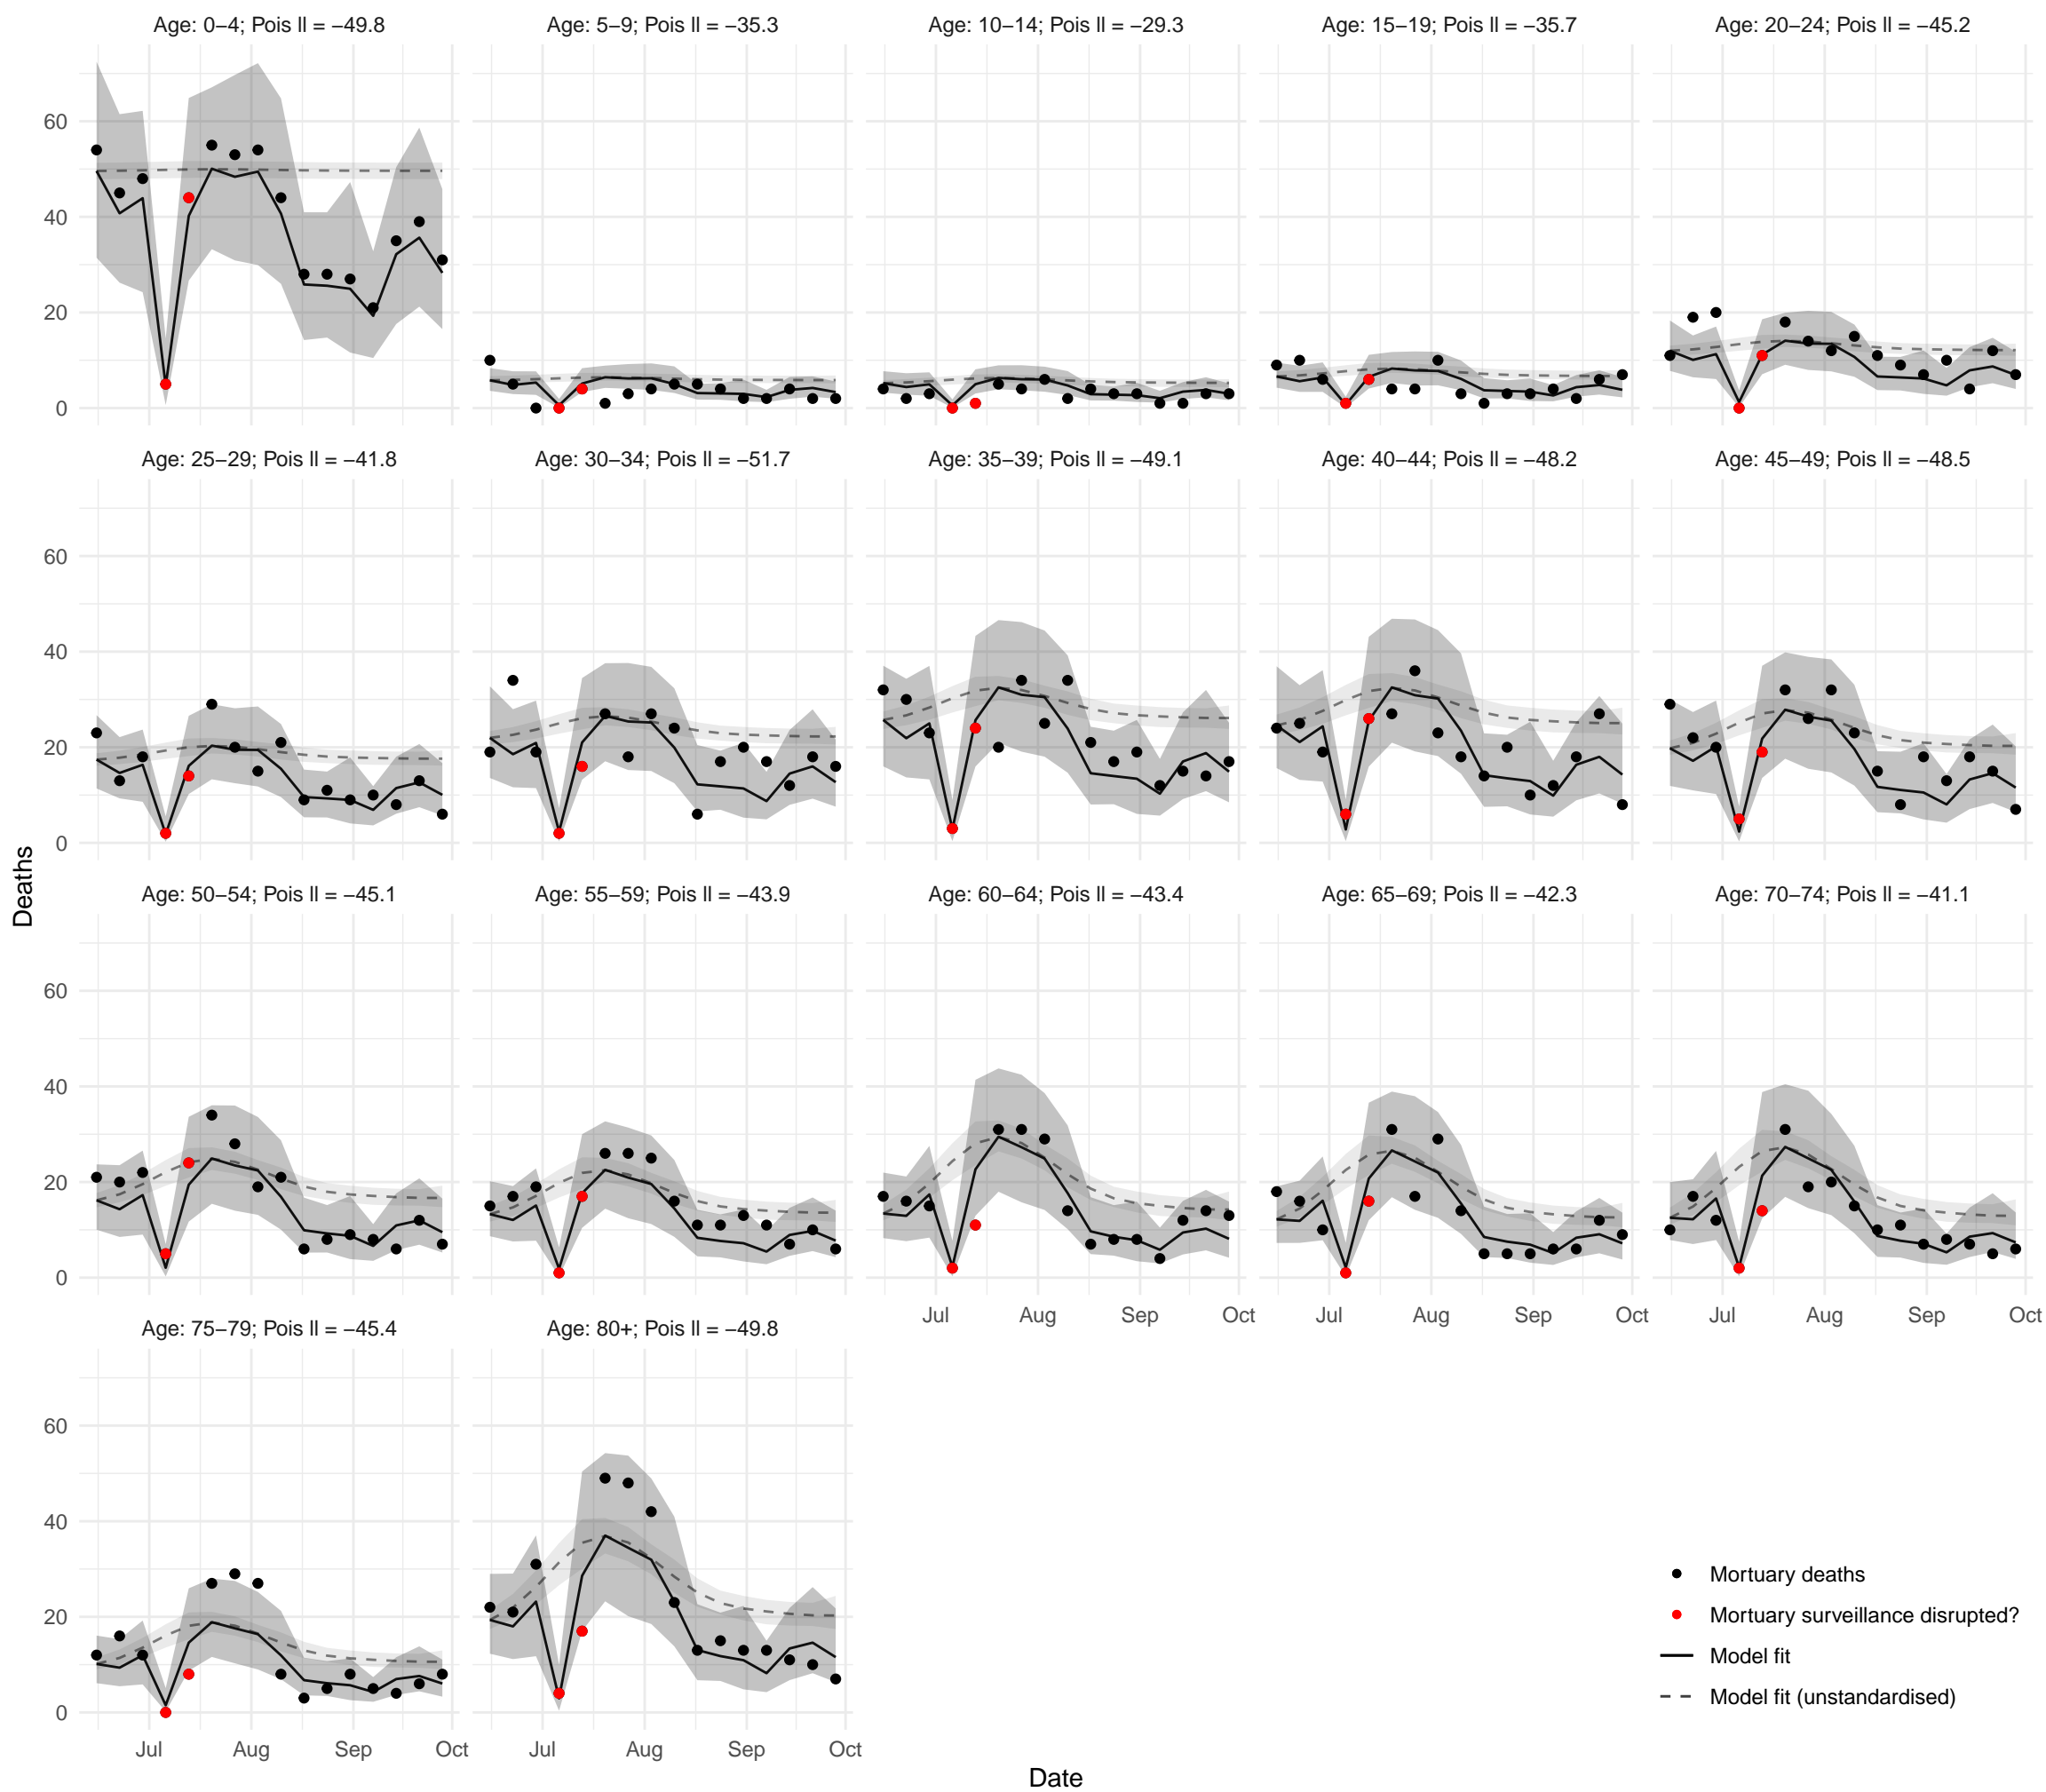 Age: 0−4; Pois ll = −49.8
Age: 5−9; Pois ll = −35.3
Age: 10−14; Pois ll = −29.3
Age: 15−19; Pois ll = −35.7
Age: 20−24; Pois ll = −45.2
60
40
20
0
Age: 25−29; Pois ll = −41.8
Age: 30−34; Pois ll = −51.7
Age: 35−39; Pois ll = −49.1
Age: 40−44; Pois ll = −48.2
Age: 45−49; Pois ll = −48.5
60
40
20
0
Deaths
Age: 50−54; Pois ll = −45.1
Age: 55−59; Pois ll = −43.9
Age: 60−64; Pois ll = −43.4
Age: 65−69; Pois ll = −42.3
Age: 70−74; Pois ll = −41.1
60
40
20
0
Jul Aug Sep Oct
Jul Aug Sep Oct
Jul Aug Sep Oct
Age: 75−79; Pois ll = −45.4
Age: 80+; Pois ll = −49.8
60
40
20
0
Jul Aug Sep Oct
Jul Aug Sep Oct
Mortuary deaths
Mortuary surveillance disrupted?
Model fit
Model fit (unstandardised)
Date